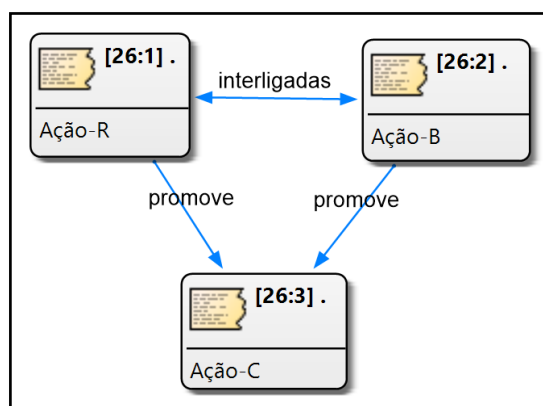 [26:1] .
[26:2] .
interligadas
Ação-R
Ação-B
promove
promove
[26:3] .
Ação-C